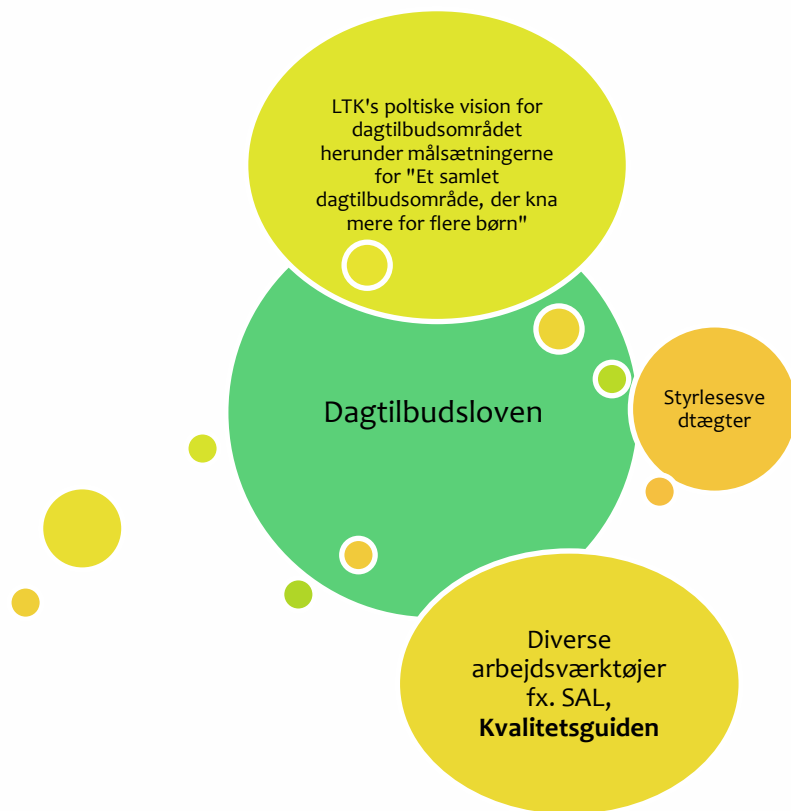 LTK's poltiske vision for
dagtilbudsområdet
herunder målsætningerne
for "Et samlet
dagtilbudsområde, der kna
mere for flere børn"
Dagtilbudsloven
Styrlesesve
dtægter
Diverse
arbejdsværktøjer
fx. SAL,
Kvalitetsguiden